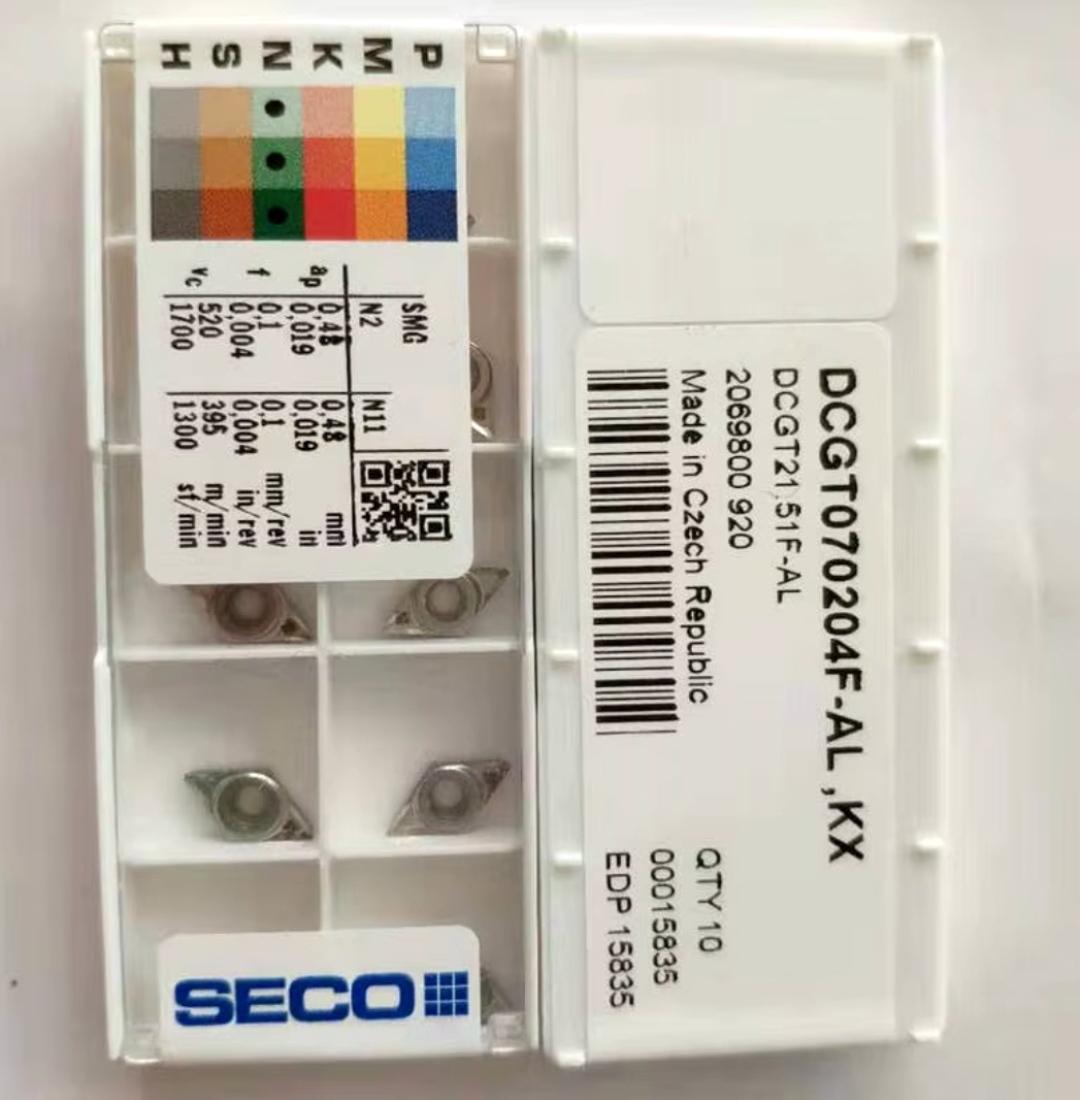 P M K N S H
SMG N2 N11
ap 0,48 0,48 mm
0,019 0,019 in
f 0,1 0,1 mm/rev
0,004 0,004 in/rev
vc 520 395 m/min
1700 1300 sf/min
SECO
DCGT070204F-AL ,KX
DCGT21.51F-AL
2069800 920 QTY 10
Made in Czech Republic 00015835
EDP 15835